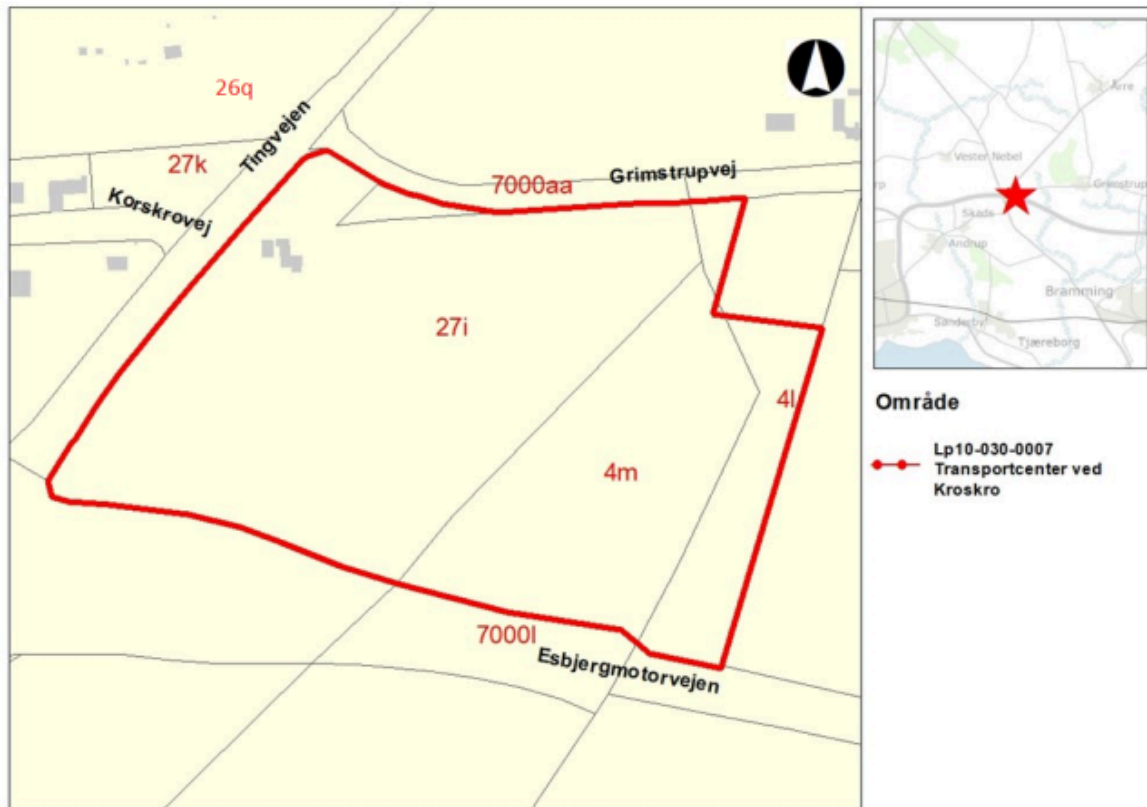 26q
Tingvejen
27k
Korskrovej
7000aa
Grimstrupvej
27i
4l
4m
7000l
Esbjergmotorvejen
Årre
Vester Nebel
Grimstrup
Skads
Andrup
Bramming
Sønderby
Tjæreborg
Område
Lp10-030-0007
Transportcenter ved
Kroskro